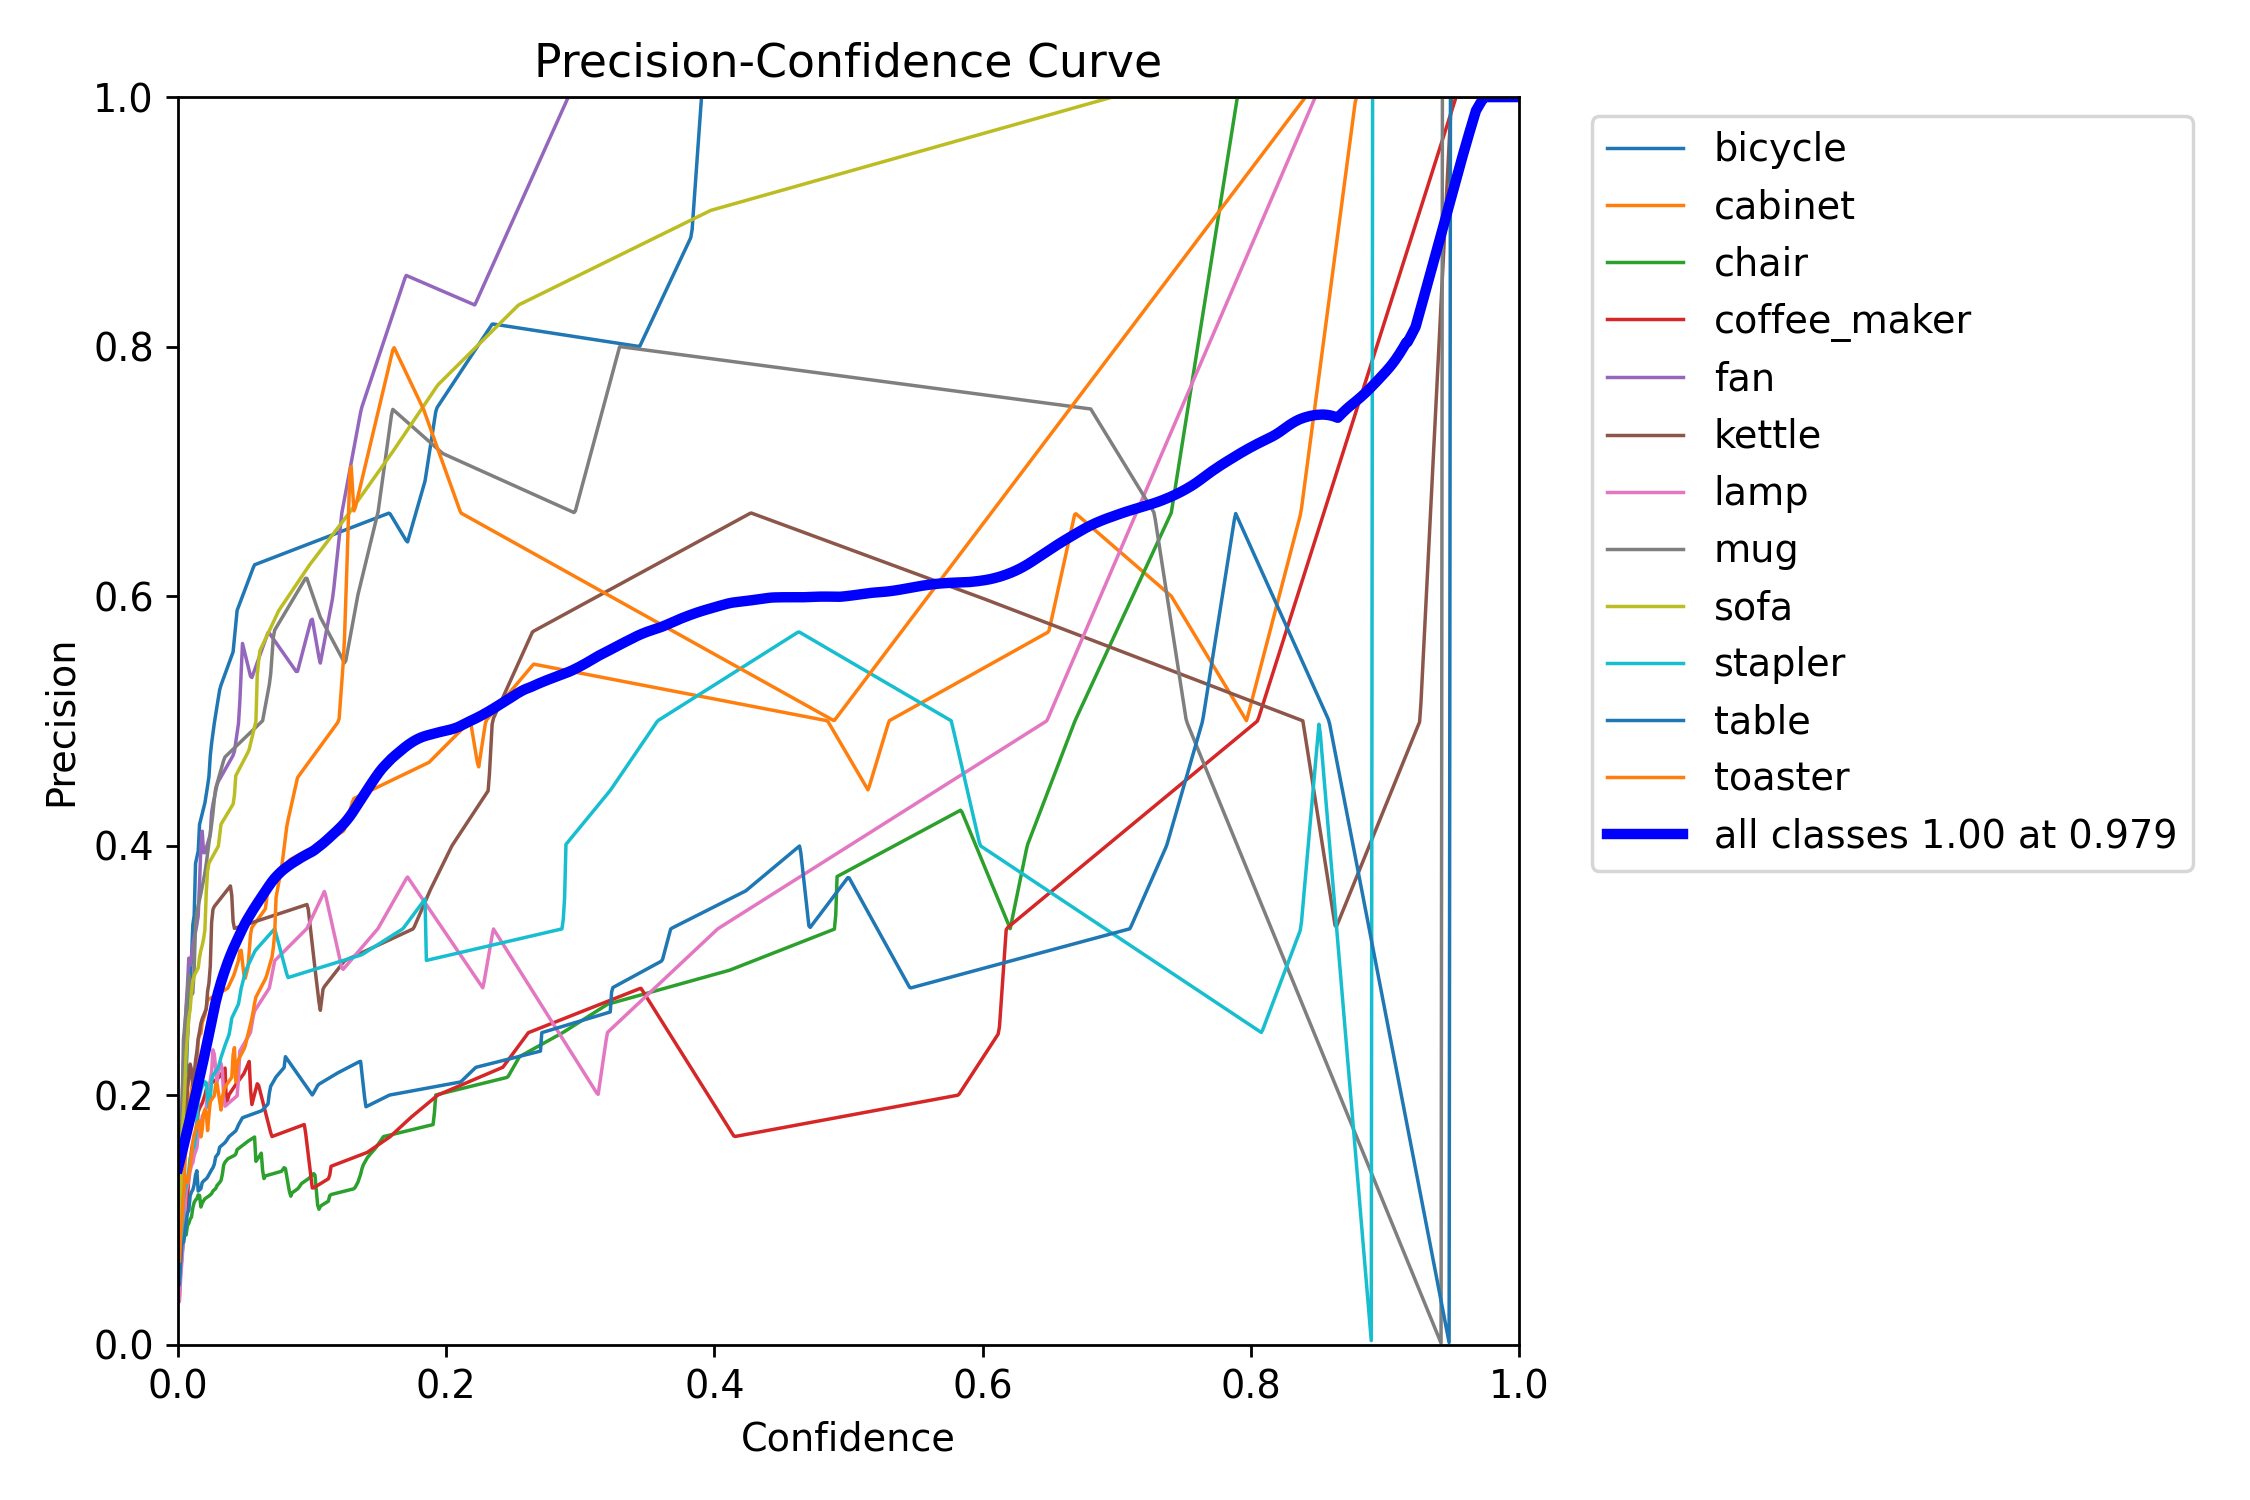 Precision-Confidence Curve
1.0
0.8
0.6
0.4
0.2
0.0
Precision
0.0 0.2 0.4 0.6 0.8 1.0
Confidence
bicycle
cabinet
chair
coffee_maker
fan
kettle
lamp
mug
sofa
stapler
table
toaster
all classes 1.00 at 0.979